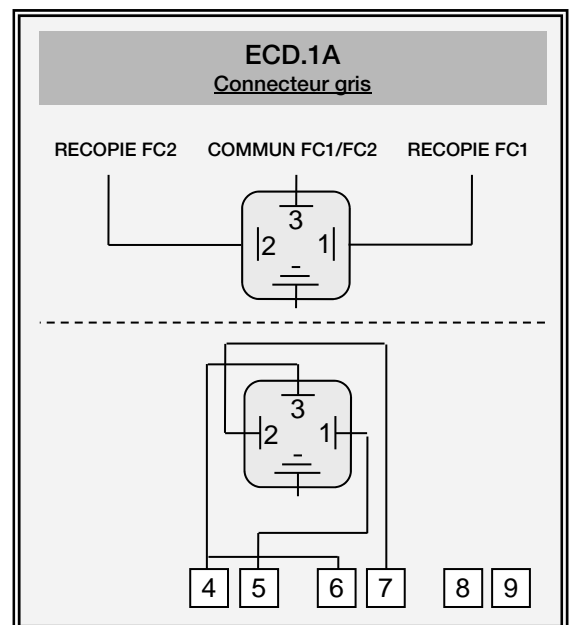 ECD.1A
Connecteur gris
RECOPIE FC2 COMMUN FC1/FC2 RECOPIE FC1
3
2 1
3
2 1
4 5 6 7 8 9